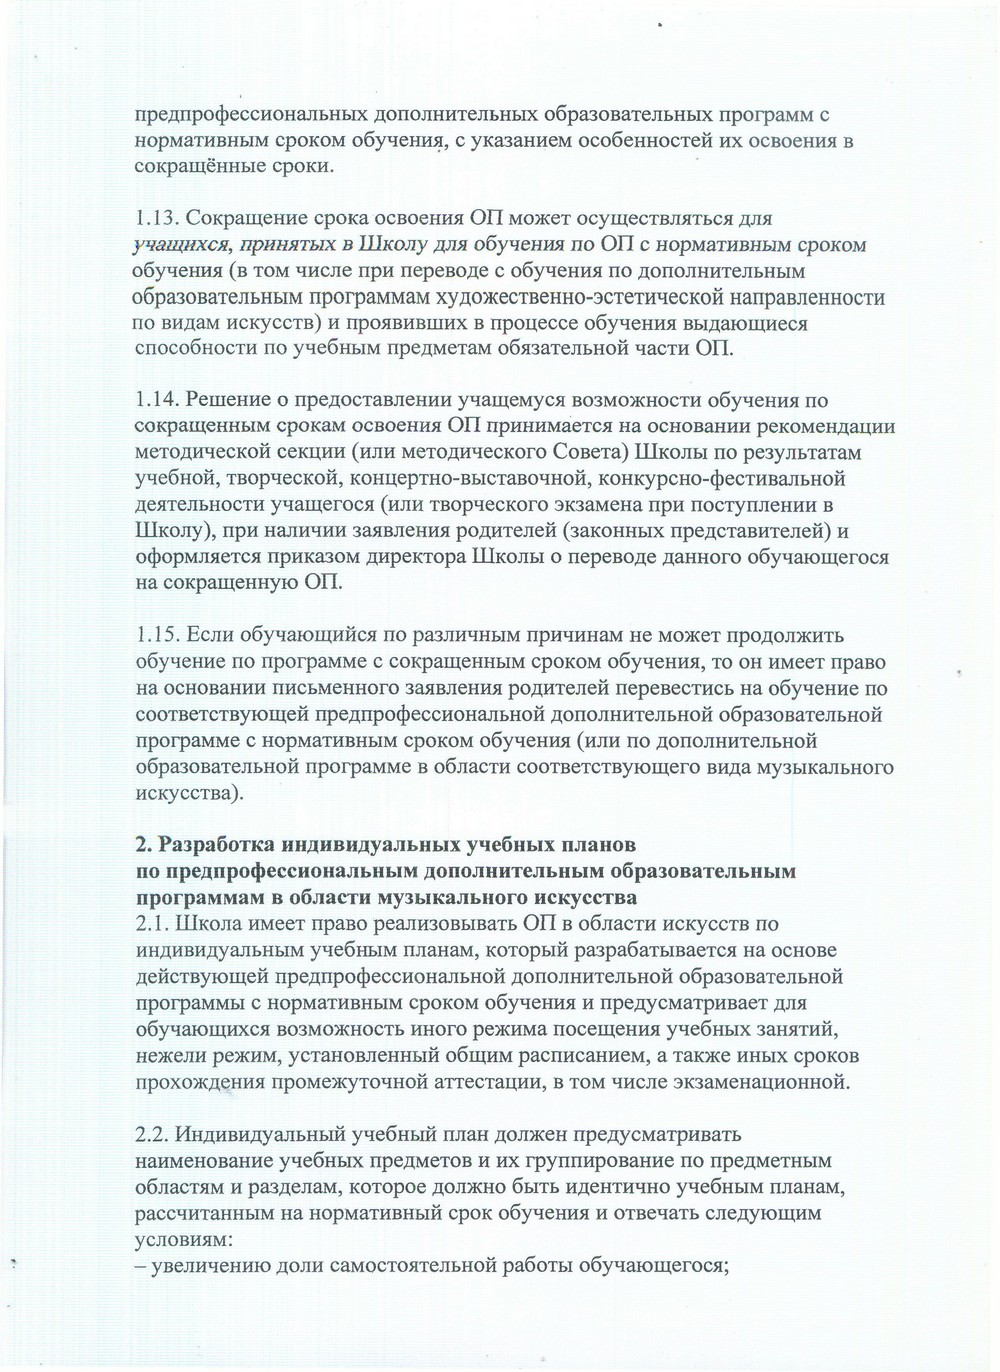 предпрофессиональных дополнительных образовательных программ с
нормативным сроком обучения, с указанием особенностей их освоения в
сокращённые сроки.
1.13. Сокращение срока освоения ОП может осуществляться для
учащихся, принятых в Школу для обучения по ОП с нормативным сроком
обучения (в том числе при переводе с обучения по дополнительным
образовательным программам художественно-эстетической направленности
по видам искусств) и проявивших в процессе обучения выдающиеся
способности по учебным предметам обязательной части ОП.
1.14. Решение о предоставлении учащемуся возможности обучения по
сокращенным срокам освоения ОП принимается на основании рекомендации
методической секции (или методического Совета) Школы по результатам
учебной, творческой, концертно-выставочной, конкурсно-фестивальной
деятельности учащегося (или творческого экзамена при поступлении в
Школу), при наличии заявления родителей (законных представителей) и
оформляется приказом директора Школы о переводе данного обучающегося
на сокращенную ОП.
1.15. Если обучающийся по различным причинам не может продолжить
обучение по программе с сокращенным сроком обучения, то он имеет право
на основании письменного заявления родителей перевестись на обучение по
соответствующей предпрофессиональной дополнительной образовательной
программе с нормативным сроком обучения (или по дополнительной
образовательной программе в области соответствующего вида музыкального
искусства).
2. Разработка индивидуальных учебных планов
по предпрофессиональным дополнительным образовательным
программам в области музыкального искусства
2.1. Школа имеет право реализовывать ОП в области искусств по
индивидуальным учебным планам, который разрабатывается на основе
действующей предпрофессиональной дополнительной образовательной
программы с нормативным сроком обучения и предусматривает для
обучающихся возможность иного режима посещения учебных занятий,
нежели режим, установленный общим расписанием, а также иных сроков
прохождения промежуточной аттестации, в том числе экзаменационной.
2.2. Индивидуальный учебный план должен предусматривать
наименование учебных предметов и их группирование по предметным
областям и разделам, которое должно быть идентично учебным планам,
рассчитанным на нормативный срок обучения и отвечать следующим
условиям:
– увеличению доли самостоятельной работы обучающегося;